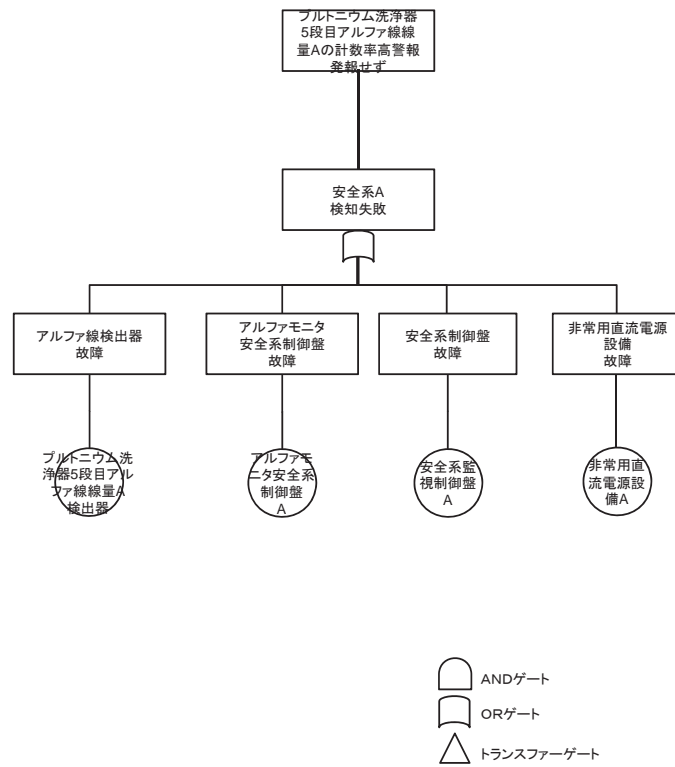 プルトニウム洗浄器
5段目アルファ線線
量Aの計数率高警報
発報せず
安全系A
検知失敗
アルファ線検出器
故障
アルファモニタ
安全系制御盤
故障
安全系制御盤
故障
非常用直流電源
設備
故障
プルトニウム洗
浄器5段目アル
ファ線線量A
検出器
アルファモ
ニタ安全系
制御盤
A
安全系監
視制御盤
A
非常用直
流電源設
備A
ANDゲート
ORゲート
トランスファーゲート